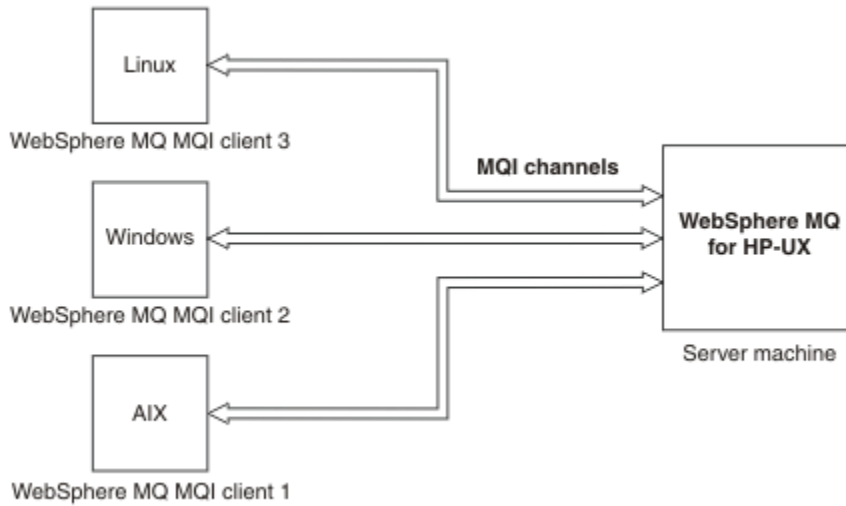 Linux
WebSphere MQ MQI client 3
MQI channels
WebSphere MQ
for HP-UX
Windows
WebSphere MQ MQI client 2
Server machine
AIX
WebSphere MQ MQI client 1